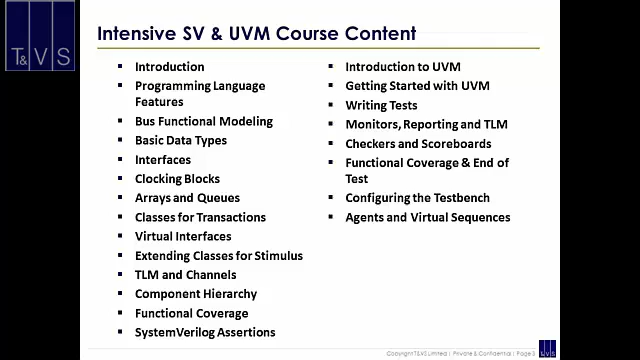 T&VS
Intensive SV & UVM Course Content
Introduction
Programming Language
Features
Bus Functional Modeling
Basic Data Types
Interfaces
Clocking Blocks
Arrays and Queues
Classes for Transactions
Virtual Interfaces
Extending Classes for Stimulus
TLM and Channels
Component Hierarchy
Functional Coverage
SystemVerilog Assertions
Introduction to UVM
Getting Started with UVM
Writing Tests
Monitors, Reporting and TLM
Checkers and Scoreboards
Functional Coverage & End of
Test
Configuring the Testbench
Agents and Virtual Sequences
Copyright T&VS Limited | Private & Confidential | Page 3
T&VS